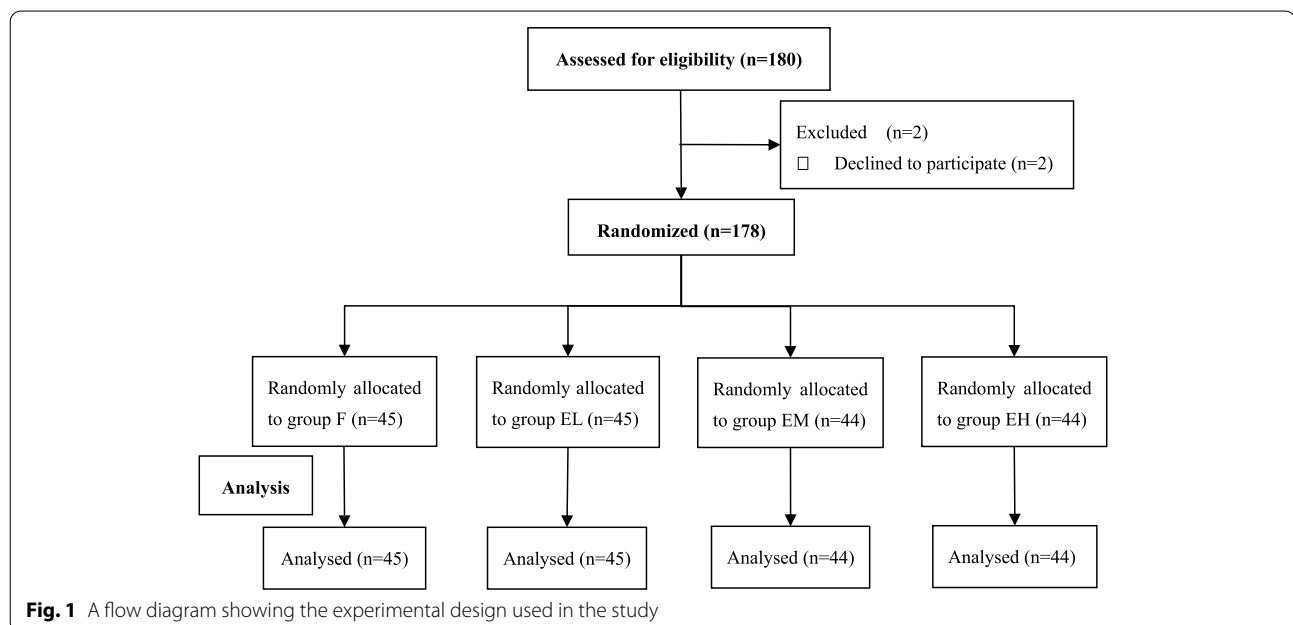 Assessed for eligibility (n=180)
Excluded (n=2)
□ Declined to participate (n=2)
Randomized (n=178)
Randomly allocated
to group F (n=45)
Randomly allocated
to group EL (n=45)
Randomly allocated
to group EM (n=44)
Randomly allocated
to group EH (n=44)
Analysis
Analysed (n=45)
Analysed (n=45)
Analysed (n=44)
Analysed (n=44)
Fig. 1 A flow diagram showing the experimental design used in the study